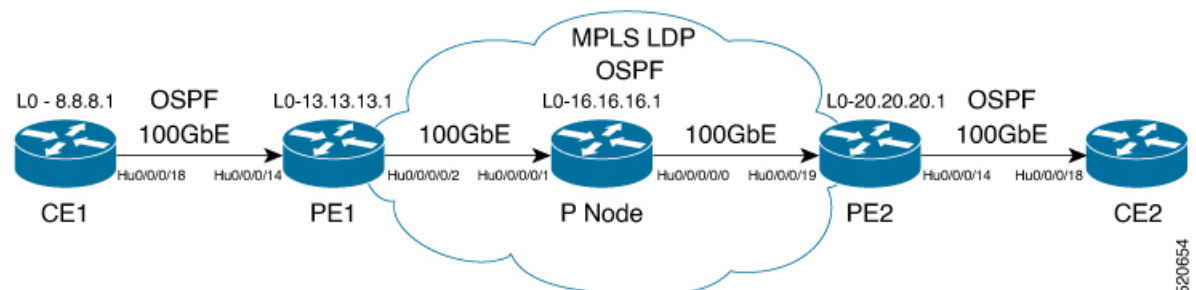 MPLS LDP
OSPF
L0 - 8.8.8.1 OSPF L0-13.13.13.1 L0-16.16.16.1 L0-20.20.20.1 OSPF
100GbE 100GbE 100GbE 100GbE
Hu0/0/0/18 Hu0/0/0/14 Hu0/0/0/0/2 Hu0/0/0/0/1 Hu0/0/0/0/0 Hu0/0/0/19 Hu0/0/0/14 Hu0/0/0/18
CE1 PE1 P Node PE2 CE2
520654